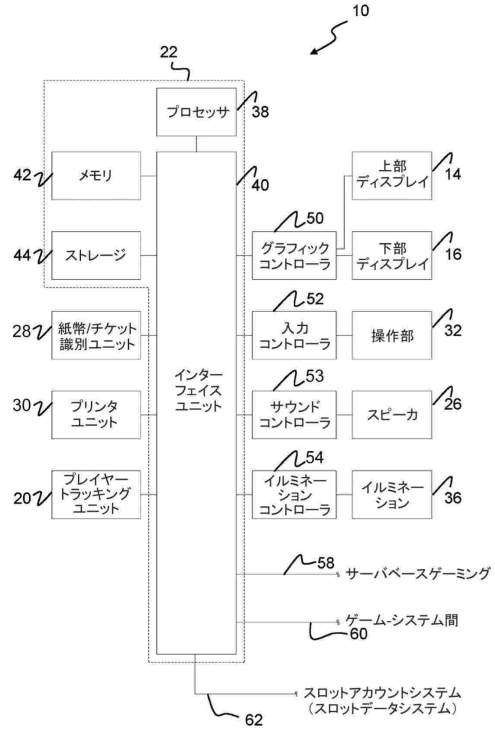 10
22
プロセッサ
38
42
メモリ
40
上部
ディスプレイ
14
50
44
ストレージ
グラフィック
コントローラ
下部
ディスプレイ
16
52
28
紙幣/チケット
識別ユニット
入力
コントローラ
操作部
32
インター
フェイス
ユニット
53
30
プリンタ
ユニット
サウンド
コントローラ
スピーカ
26
54
20
プレイヤー
トラッキング
ユニット
イルミネー
ション
コントローラ
イルミネー
ション
36
58
サーバベースゲーミング
60
ゲーム-システム間
62
スロットアカウントシステム
(スロットデータシステム)